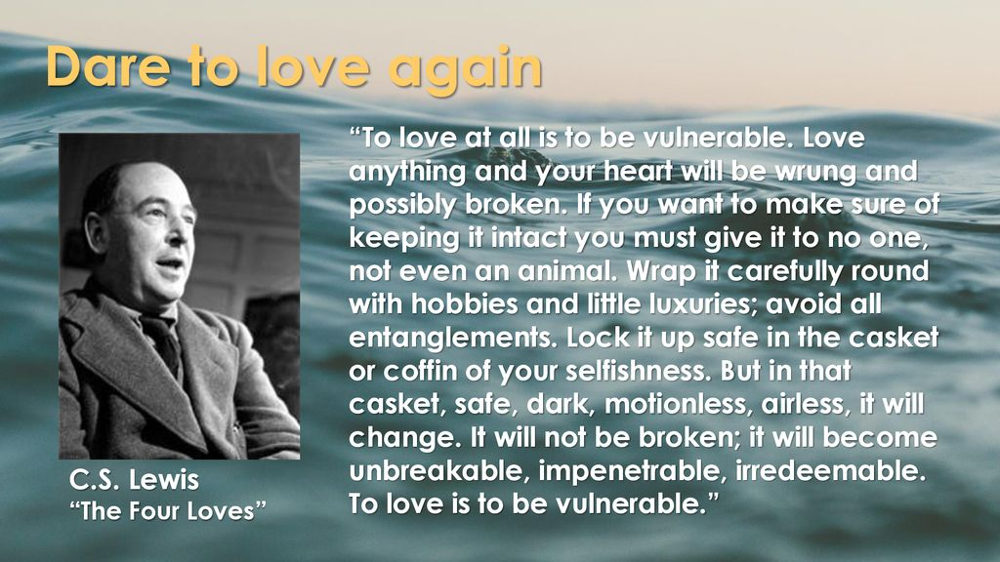 Dare to love again
“To love at all is to be vulnerable. Love
anything and your heart will be wrung and
possibly broken. If you want to make sure of
keeping it intact you must give it to no one,
not even an animal. Wrap it carefully round
with hobbies and little luxuries; avoid all
entanglements. Lock it up safe in the casket
or coffin of your selfishness. But in that
casket, safe, dark, motionless, airless, it will
change. It will not be broken; it will become
unbreakable, impenetrable, irredeemable.
To love is to be vulnerable.”
C.S. Lewis
“The Four Loves”